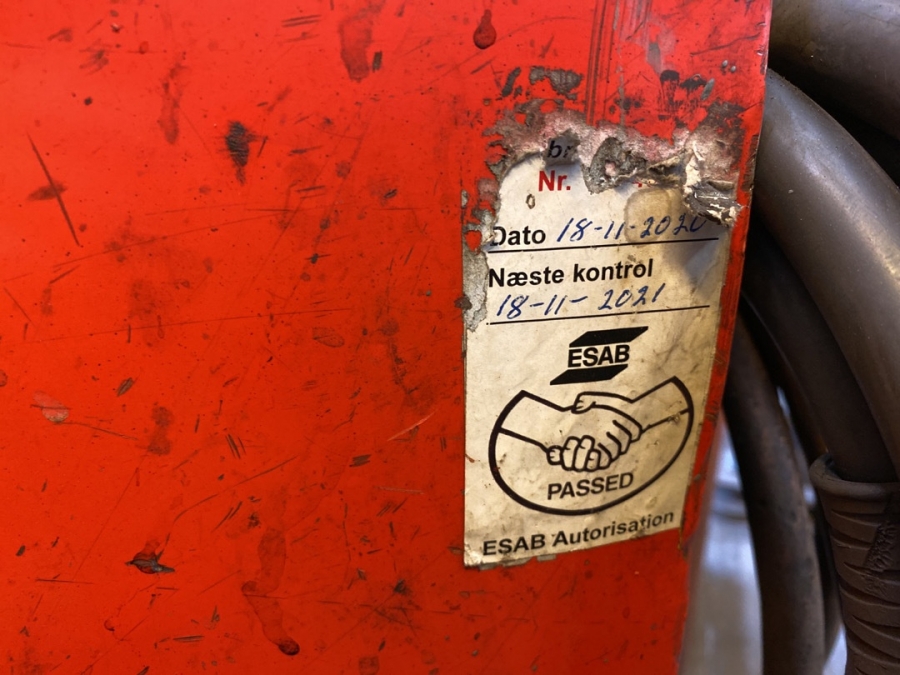 Nr.
Dato 18-11-2020
Næste kontrol
18-11-2021
ESAB
PASSED
ESAB Autorisation